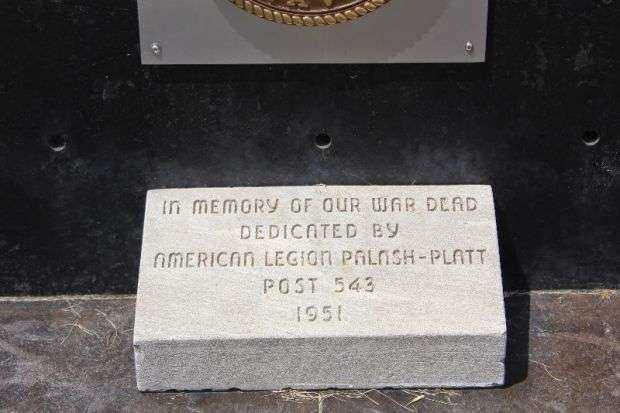 IN MEMORY OF OUR WAR DEAD
DEDICATED BY
AMERICAN LEGION PALASH-PLATT
POST 543
1951